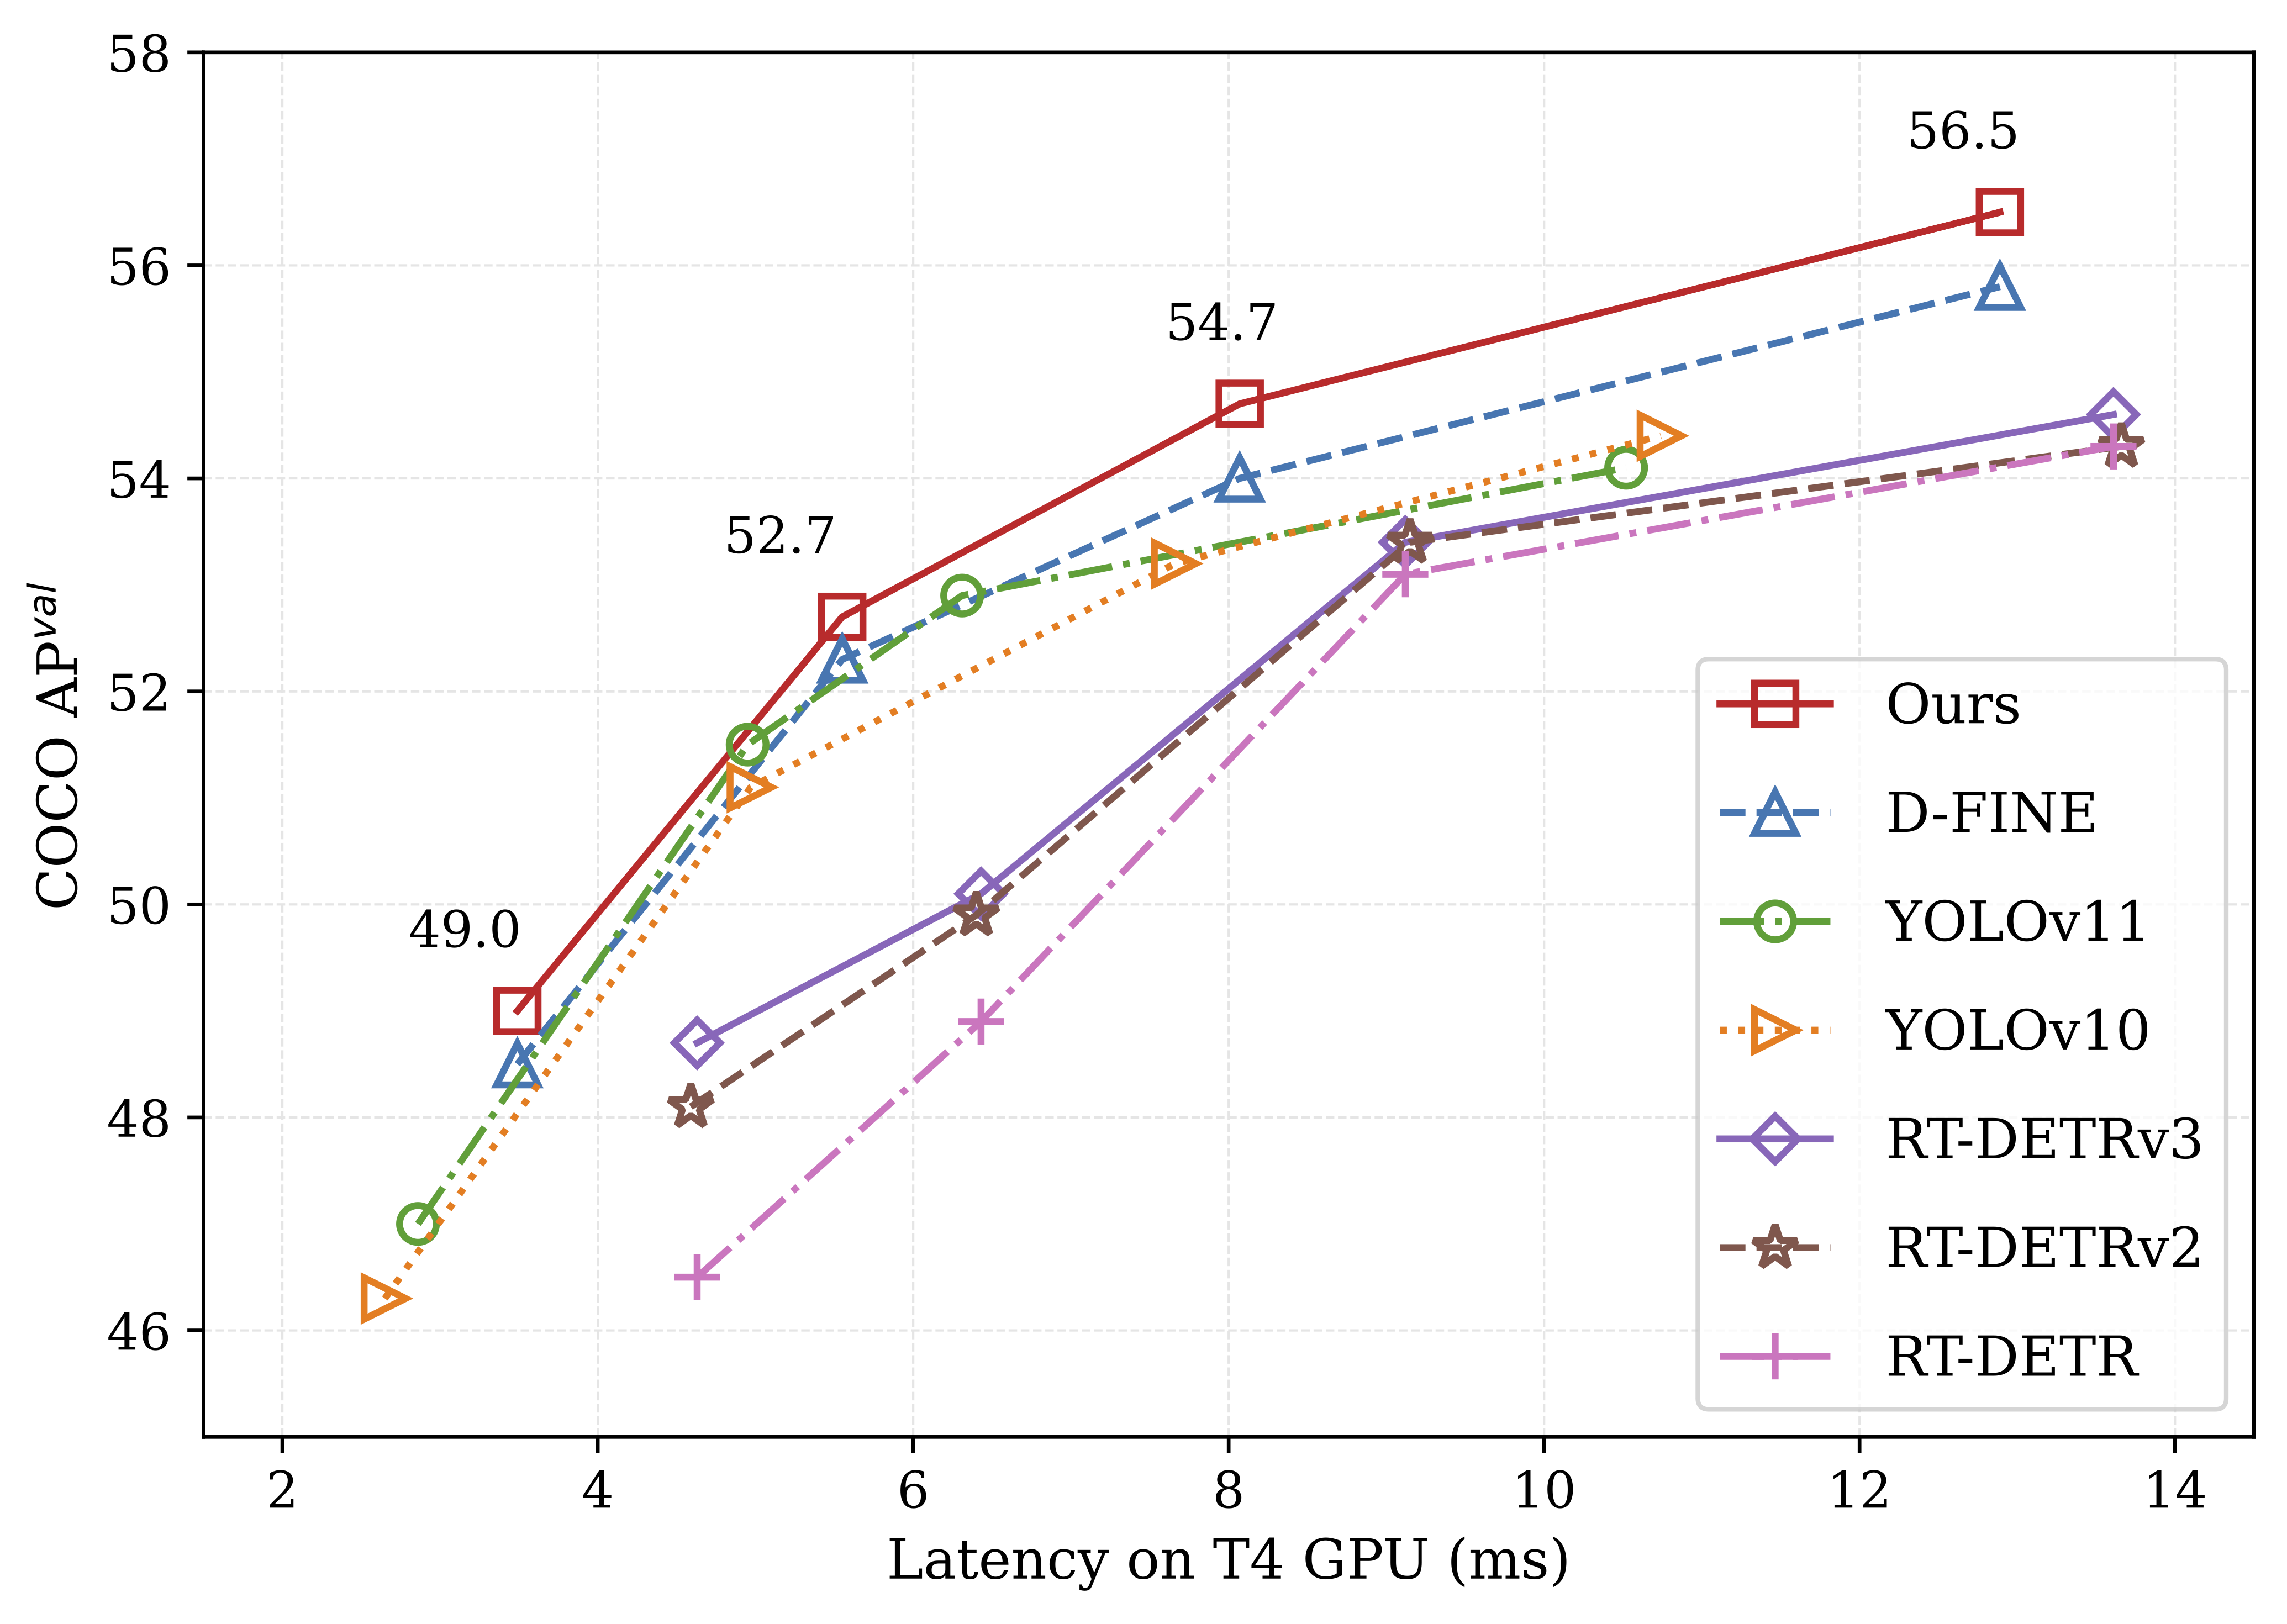 58
56
54
52
50
48
46
COCO AP^val
49.0
52.7
54.7
56.5
Ours
D-FINE
YOLOv11
YOLOv10
RT-DETRv3
RT-DETRv2
RT-DETR
2 4 6 8 10 12 14
Latency on T4 GPU (ms)